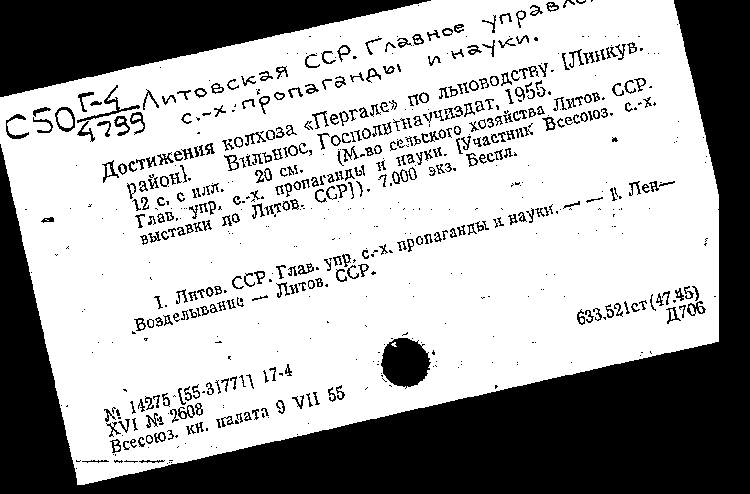 С50 Г-4/4799
Литовская ССР. Главное управле
с.-х. пропаганды и науки.
Достижения колхоза «Пергале» по льноводству. [Линкув.
район]. Вильнюс, Госполитнаучиздат, 1955.
12 с. с илл. 20 см. (М-во сельского хозяйства Литов. ССР.
Глав. упр. с.-х. пропаганды и науки. [Участник Всесоюз. с.-х.
выставки по Литов. ССР]). 7.000 экз. Беспл.
1. Литов. ССР. Глав. упр. с.-х. пропаганды и науки. — — II. Лен—
Возделывание — Литов. ССР.
633.521ст(47.45)
Д706
№ 14275 [55-31771] 17-4
XVI № 2608
Всесоюз. кн. палата 9 VII 55